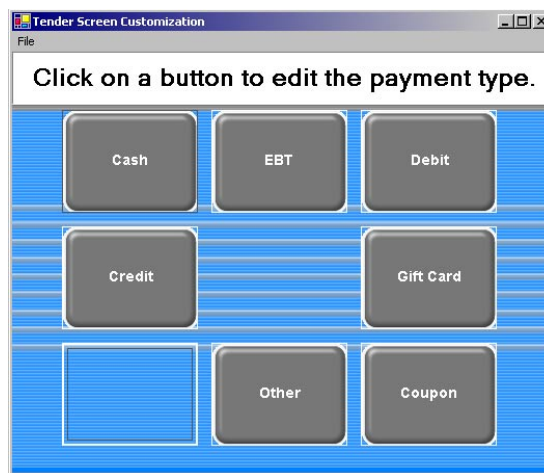 Tender Screen Customization
File
Click on a button to edit the payment type.
Cash EBT Debit
Credit Gift Card
Other Coupon